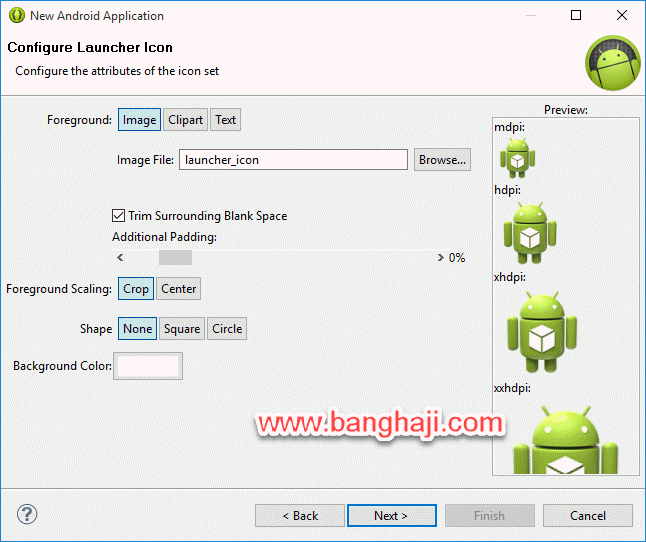 New Android Application
Configure Launcher Icon
Configure the attributes of the icon set
Foreground: Image Clipart Text
Image File: launcher_icon Browse...
Trim Surrounding Blank Space
Additional Padding:
0%
Foreground Scaling: Crop Center
Shape None Square Circle
Background Color:
Preview:
mdpi:
hdpi:
xhdpi:
xxhdpi:
www.banghaji.com
? < Back Next > Finish Cancel